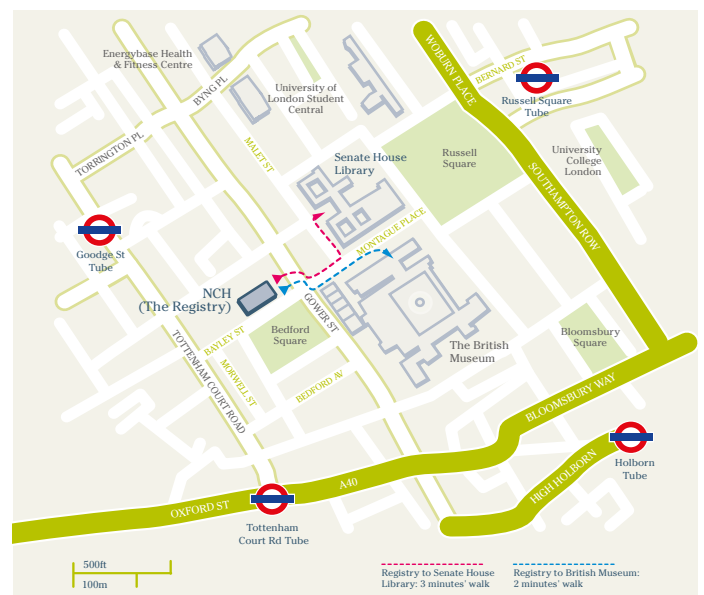 Energybase Health
& Fitness Centre
BYNG PL
University of
London Student
Central
WOBURN PLACE
BERNARD ST
Russell Square
Tube
TORRINGTON PL
MALET ST
Senate House
Library
Russell
Square
University
College
London
SOUTHAMPTON ROW
MONTAGUE PLACE
Goodge St
Tube
NCH
(The Registry)
GOWER ST
BAYLEY ST
Bedford
Square
Bloomsbury
Square
The British
Museum
TOTTENHAM COURT ROAD
MORWELL ST
BEDFORD AV
BLOOMSBURY WAY
HIGH HOLBORN
Holborn
Tube
A40
OXFORD ST
Tottenham
Court Rd Tube
500ft
100m
Registry to Senate House
Library: 3 minutes' walk
Registry to British Museum:
2 minutes' walk